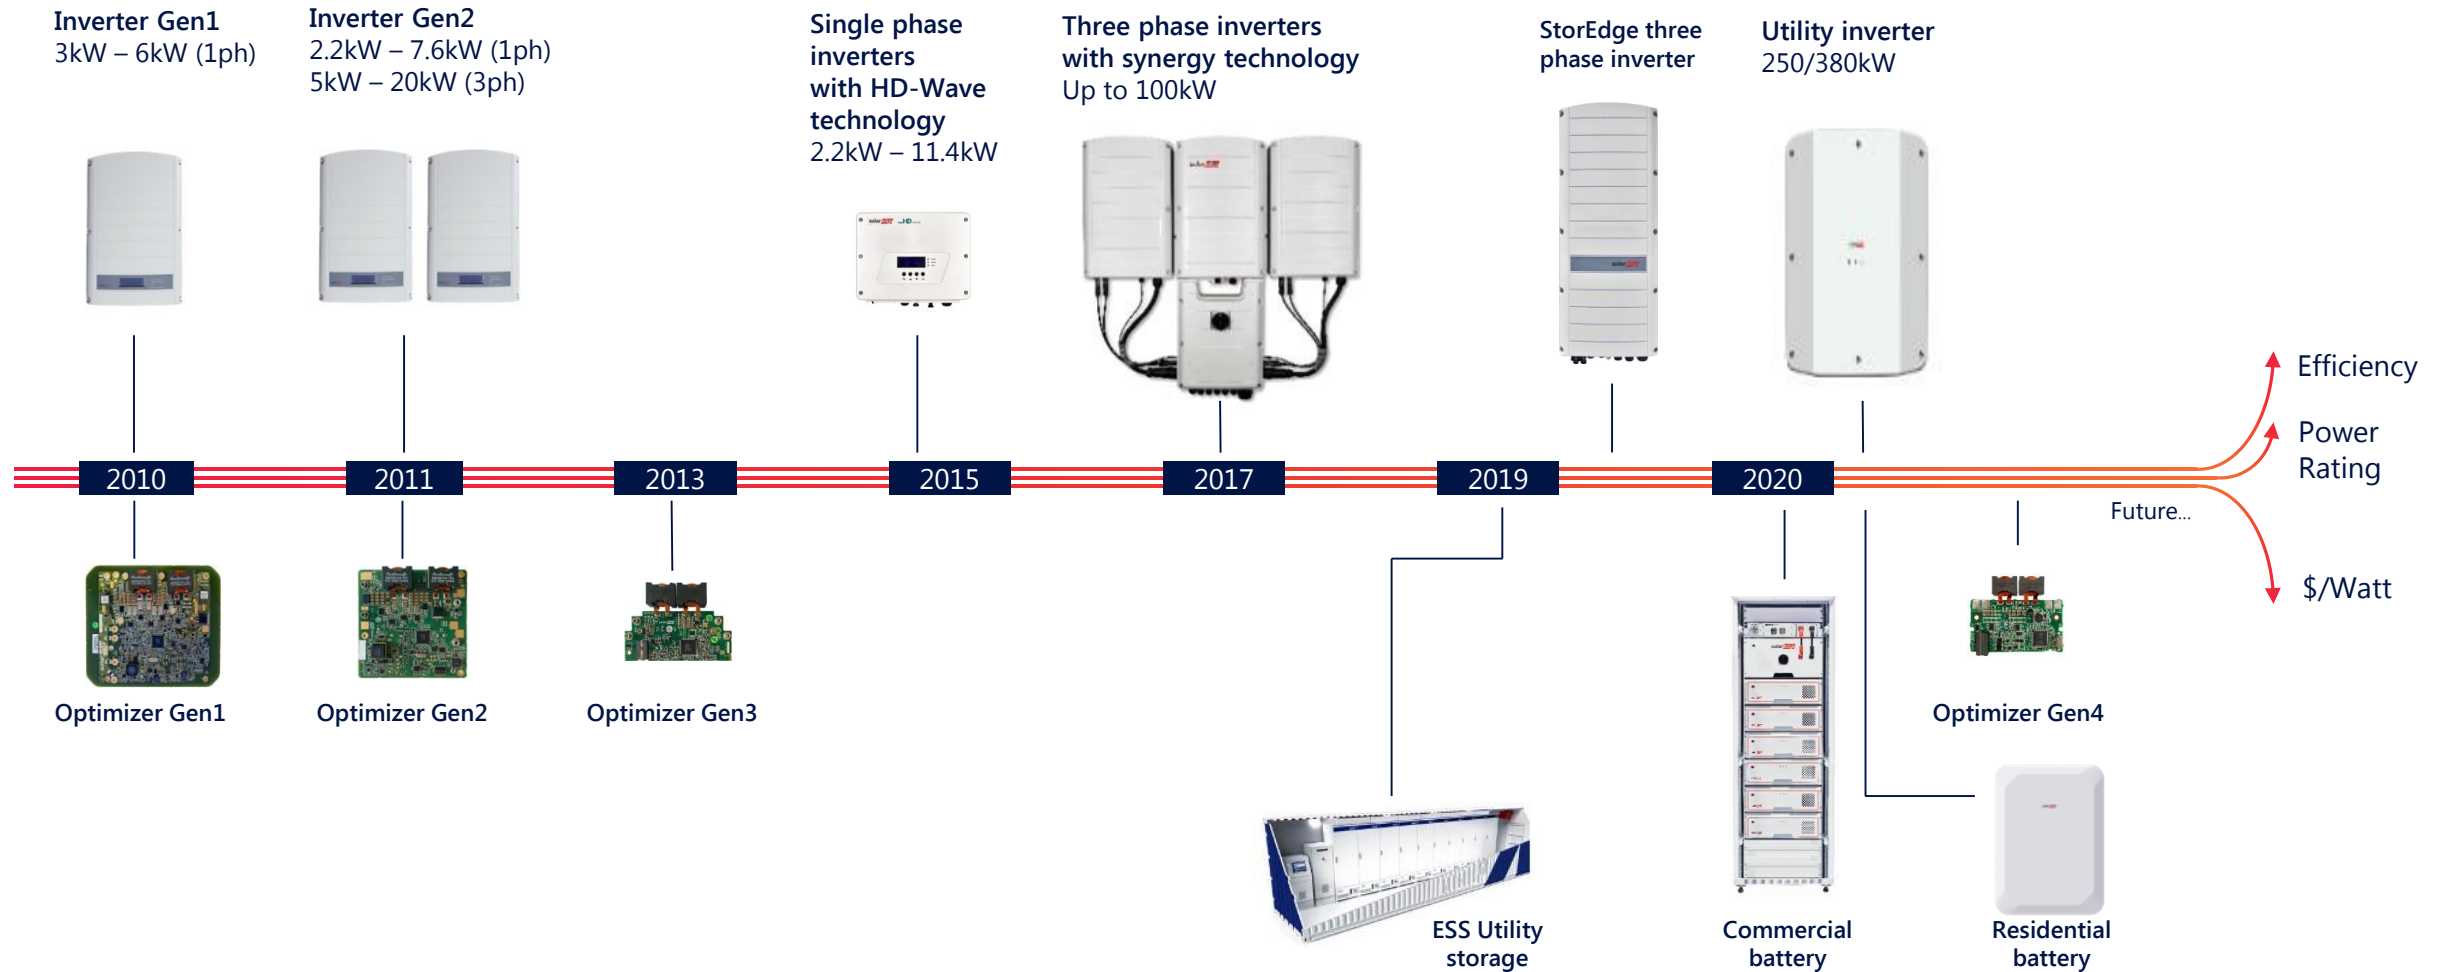 Inverter Gen1
3kW – 6kW (1ph)
Inverter Gen2
2.2kW – 7.6kW (1ph)
5kW – 20kW (3ph)
Single phase
inverters
with HD-Wave
technology
2.2kW – 11.4kW
Three phase inverters
with synergy technology
Up to 100kW
StorEdge three
phase inverter
Utility inverter
250/380kW
solar
HD
solar
Efficiency
Power
Rating
2010
2011
2013
2015
2017
2019
2020
Future...
$/Watt
Optimizer Gen1
Optimizer Gen2
Optimizer Gen3
Optimizer Gen4
ESS Utility
storage
Commercial
battery
Residential
battery